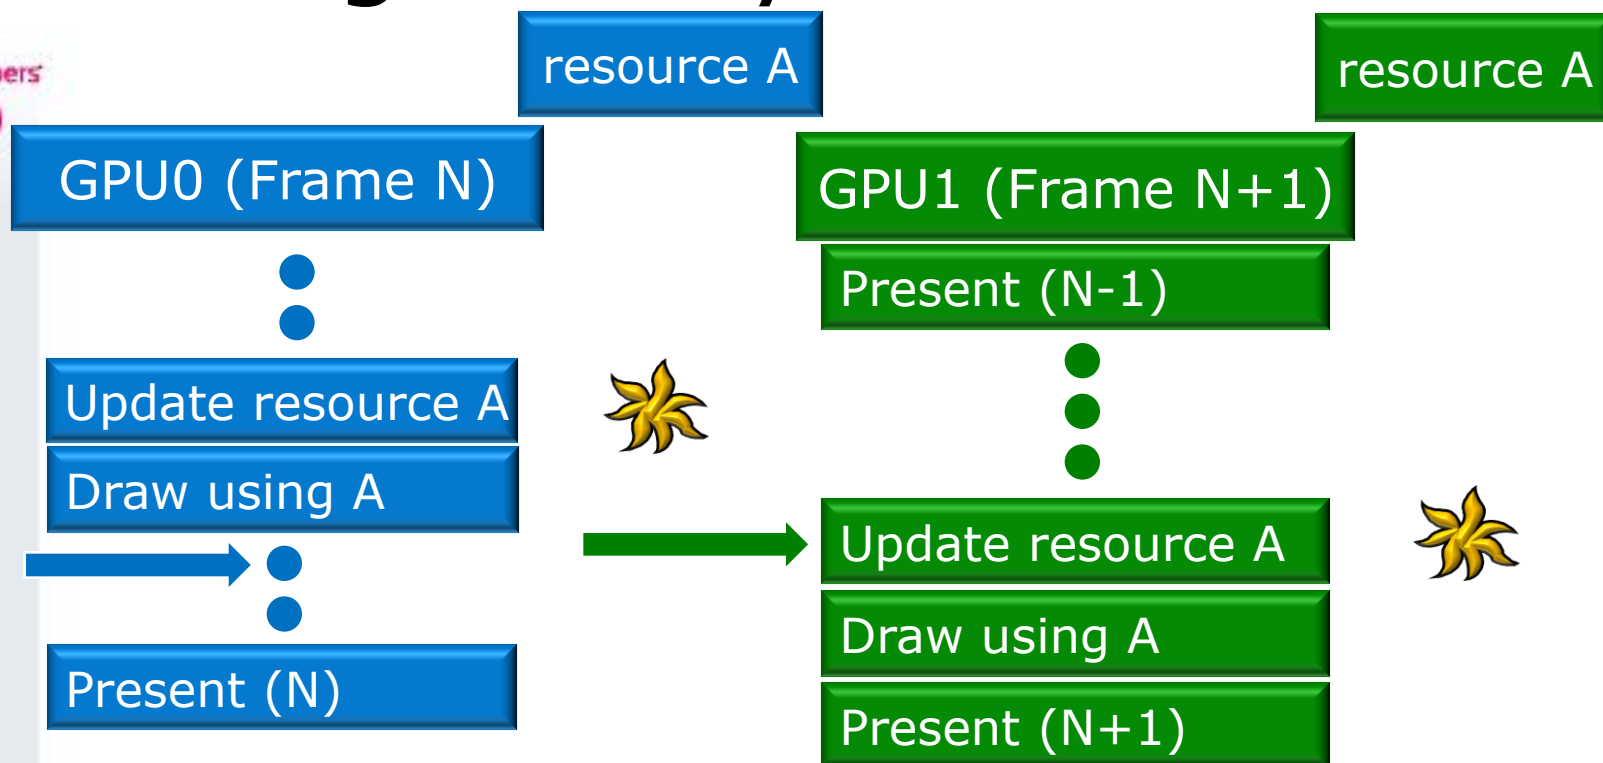 resource A
resource A
GPU0 (Frame N)
GPU1 (Frame N+1)
Present (N-1)
Update resource A
Draw using A
Present (N)
Update resource A
Draw using A
Present (N+1)